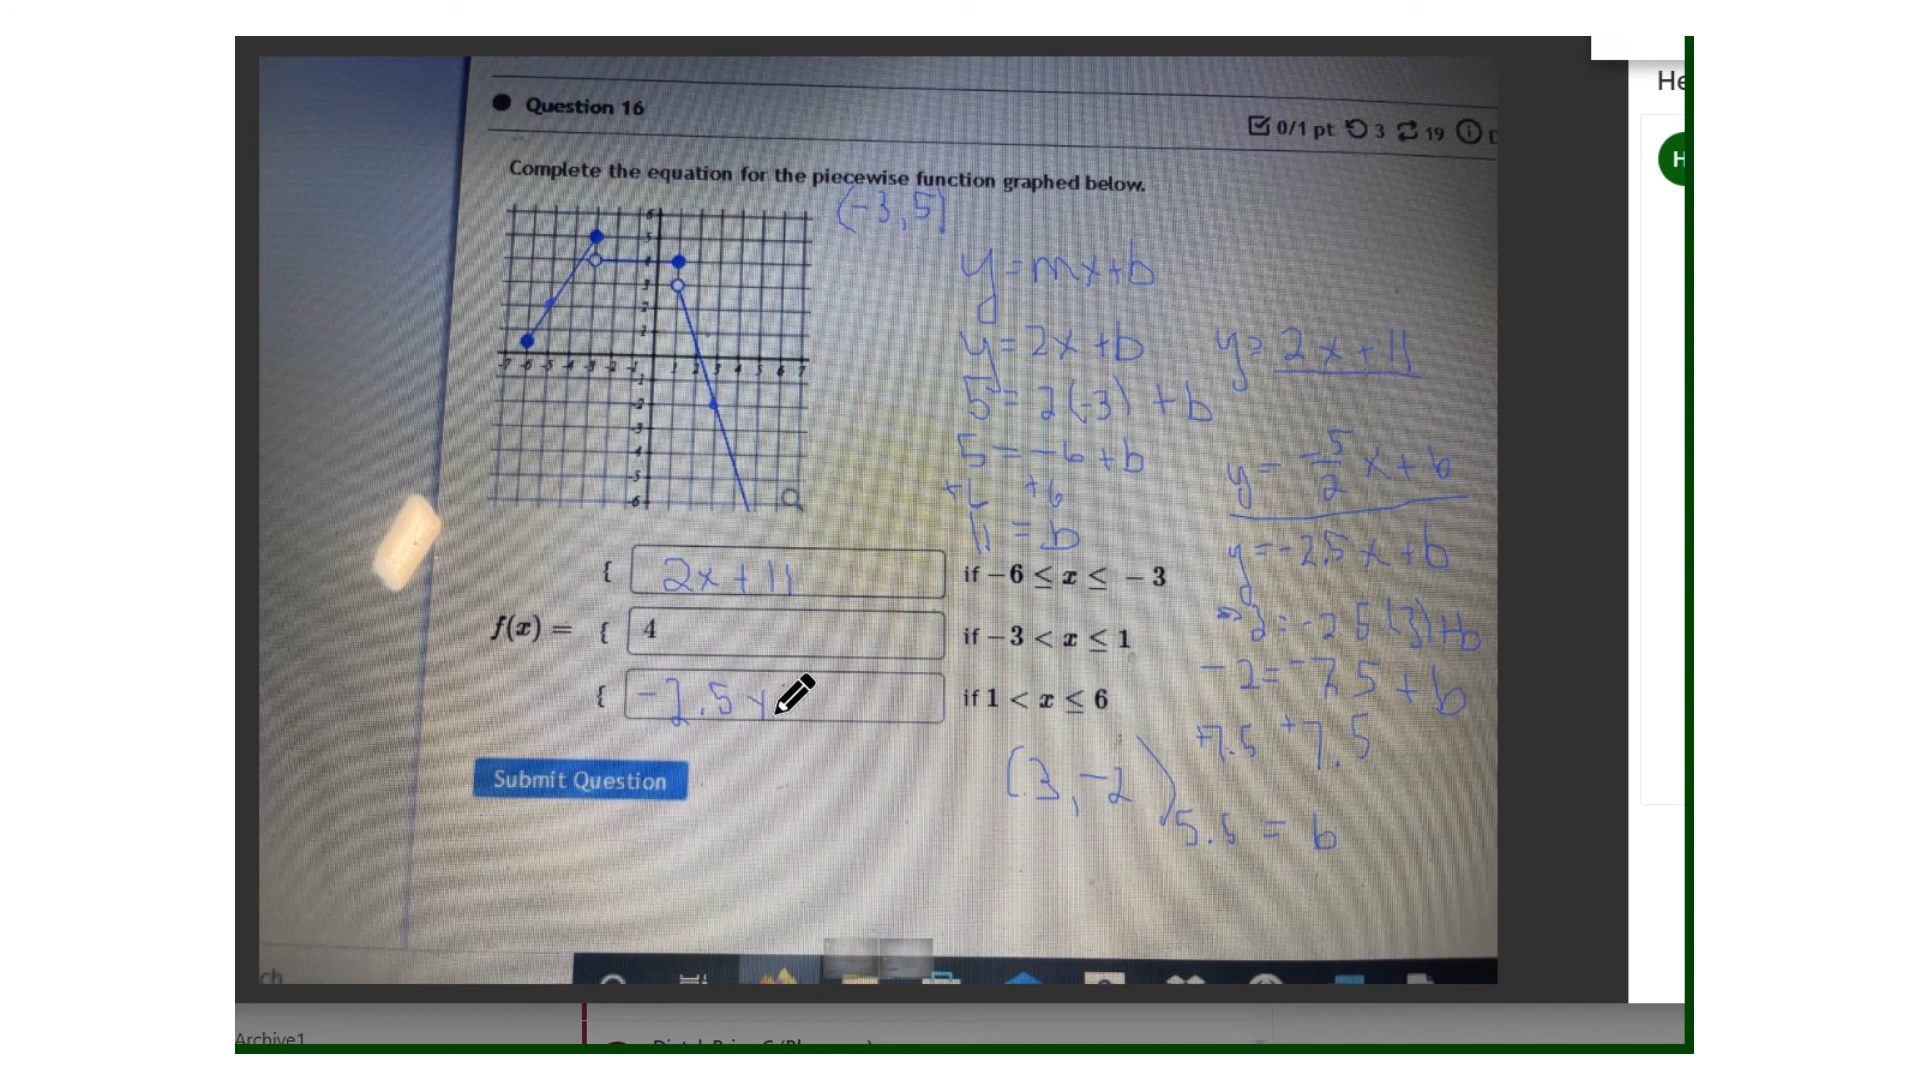 He
H
Question 16
0/1 pt 3 19
Complete the equation for the piecewise function graphed below.
(-3,5)
y=mx+b
y=2x+b
5=2(-3)+b
5=-6+b
+6 +6
11=b
y=2x+11
y=-5/2x+b
y=-2.5x+b
-2=-2.5(3)+b
-2=-7.5+b
+7.5 +7.5
5.5=b
(3,-2)
f(x) =
{ 2x+11 if −6 ≤ x ≤ −3
{ 4 if −3 < x ≤ 1
{ -2.5x if 1 < x ≤ 6
Submit Question
ch
Archive1